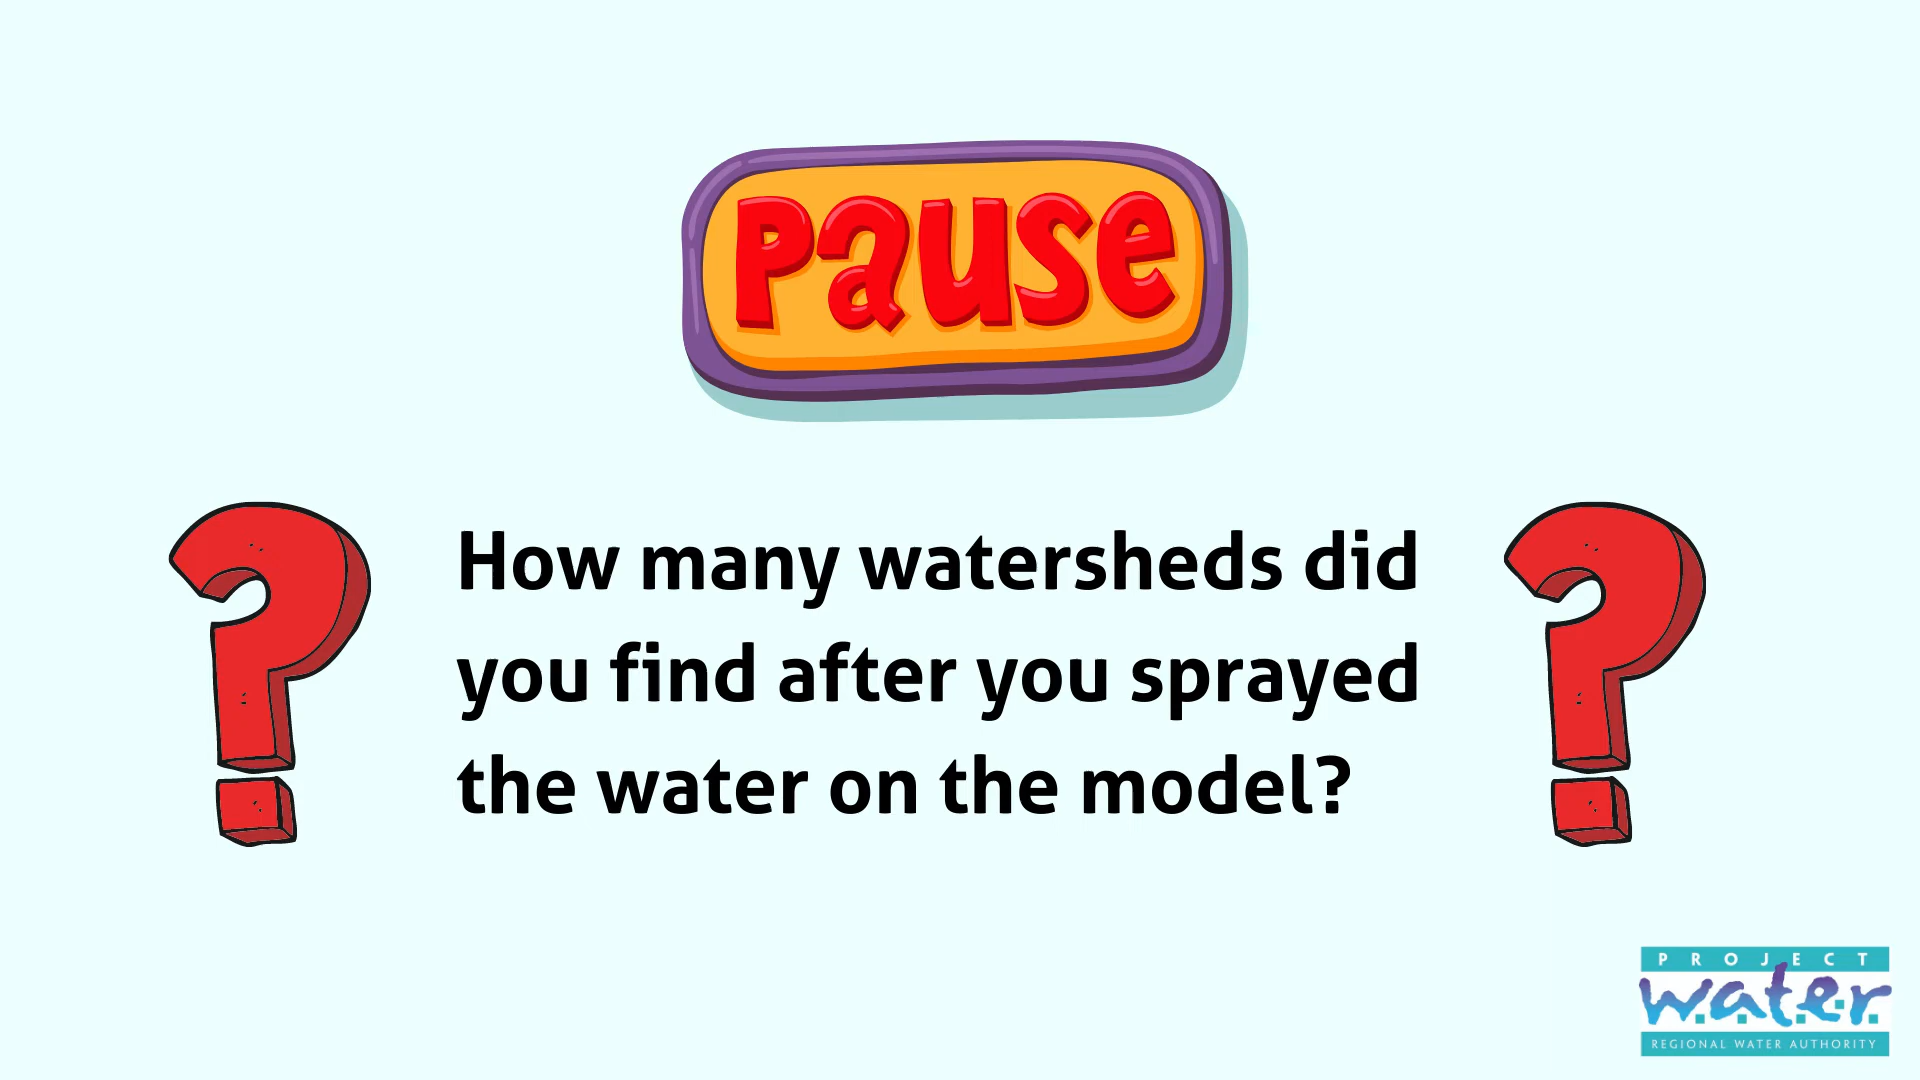 Pause
How many watersheds did
you find after you sprayed
the water on the model?
PROJECT
w.a.t.e.r.
REGIONAL WATER AUTHORITY